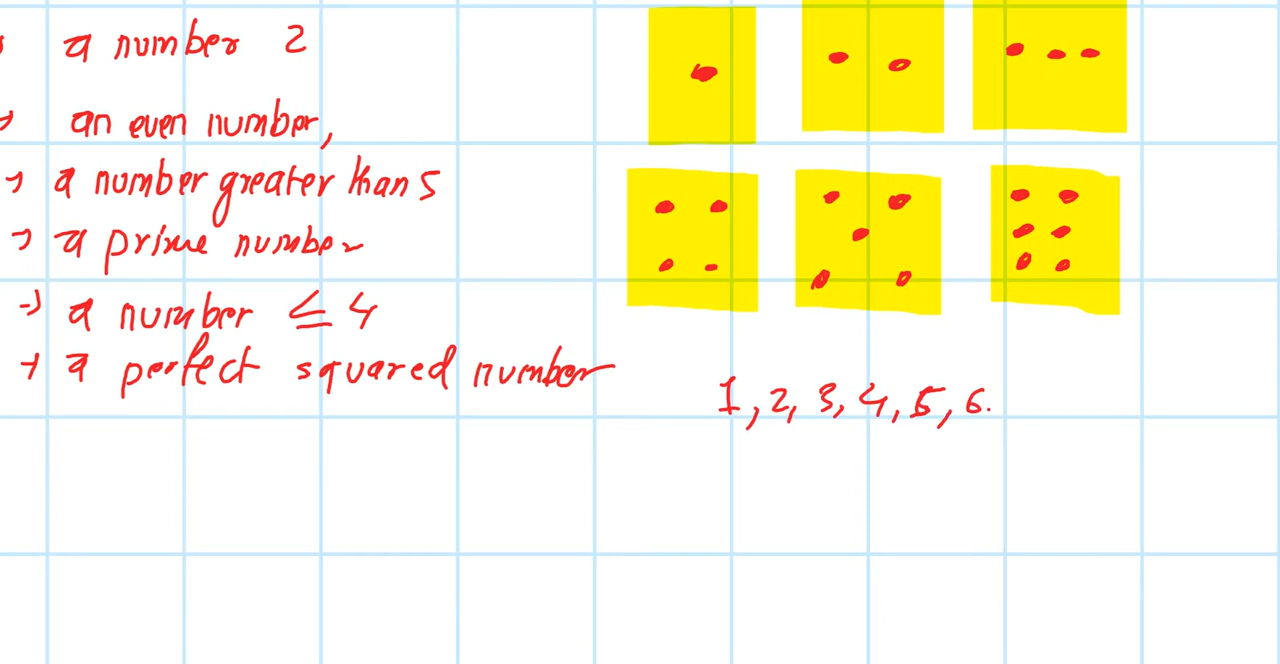 a number 2
→ an even number,
→ a number greater than 5
→ a prime number
→ a number ≤ 4
→ a perfect squared number
1, 2, 3, 4, 5, 6.